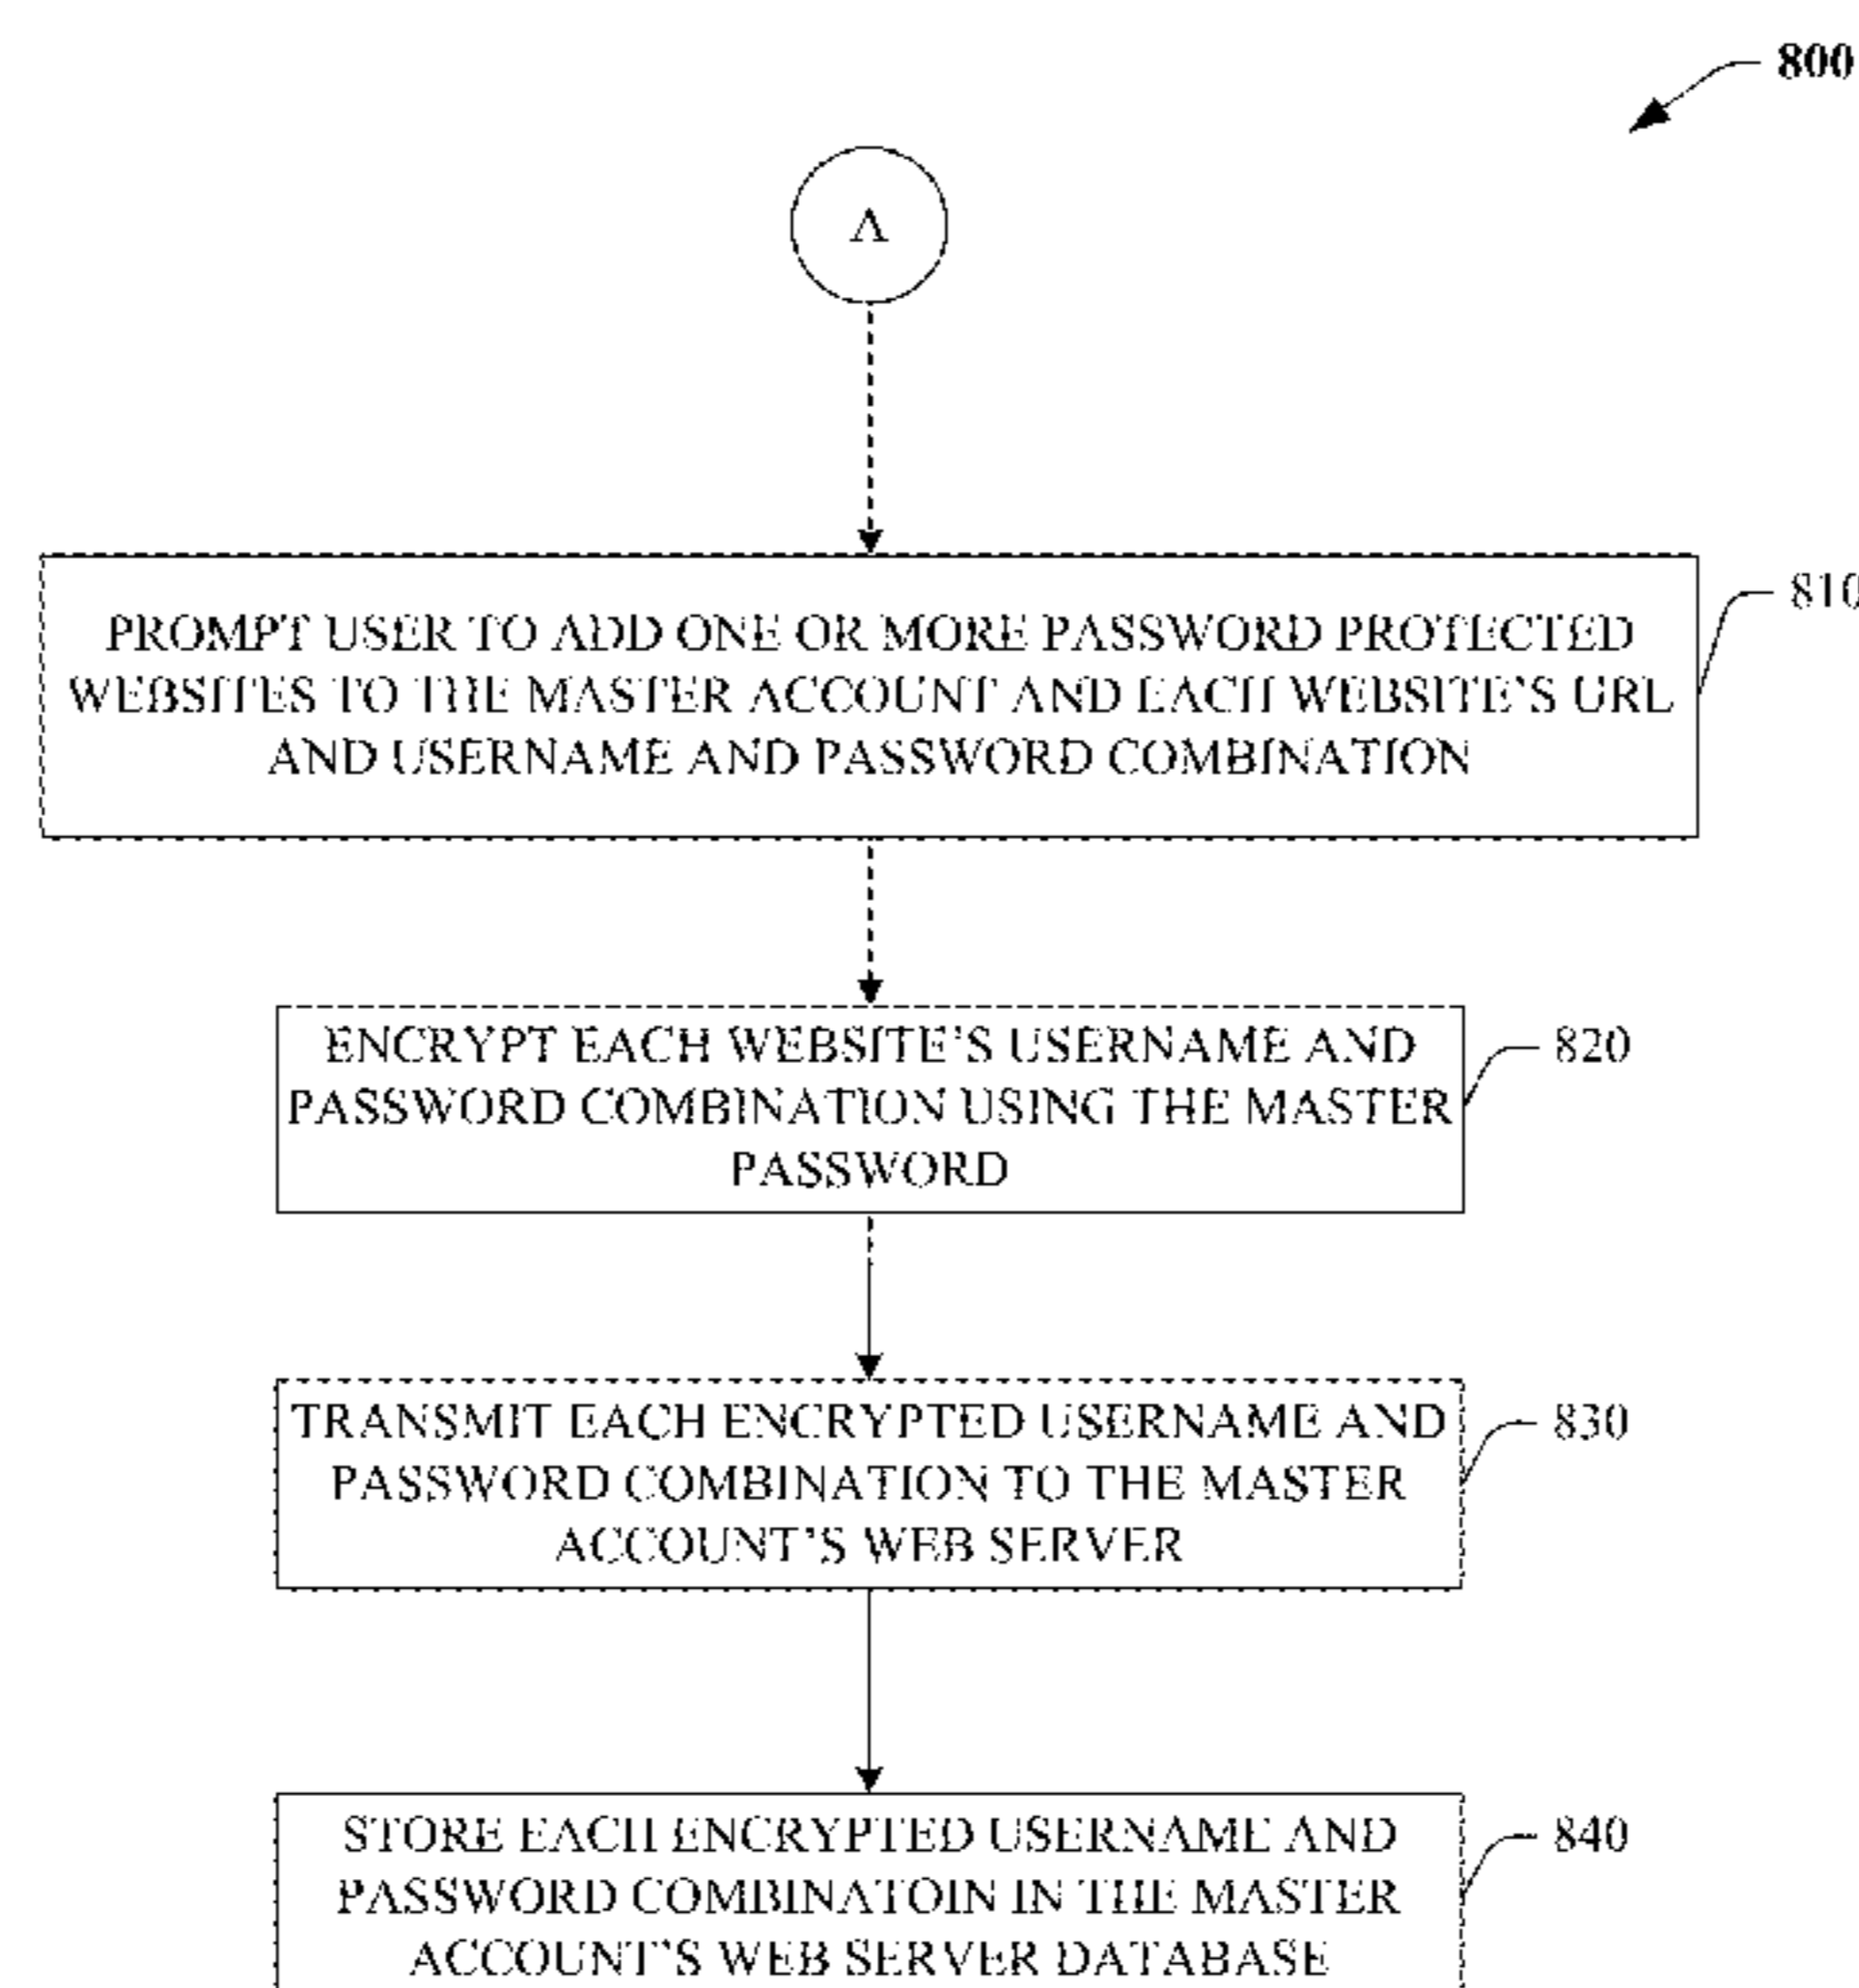 800
A
PROMPT USER TO ADD ONE OR MORE PASSWORD PROTECTED
WEBSITES TO THE MASTER ACCOUNT AND EACH WEBSITE'S URL
AND USERNAME AND PASSWORD COMBINATION
810
ENCRYPT EACH WEBSITE'S USERNAME AND
PASSWORD COMBINATION USING THE MASTER
PASSWORD
820
TRANSMIT EACH ENCRYPTED USERNAME AND
PASSWORD COMBINATION TO THE MASTER
ACCOUNT'S WEB SERVER
830
STORE EACH ENCRYPTED USERNAME AND
PASSWORD COMBINATOIN IN THE MASTER
ACCOUNT'S WEB SERVER DATABASE
840